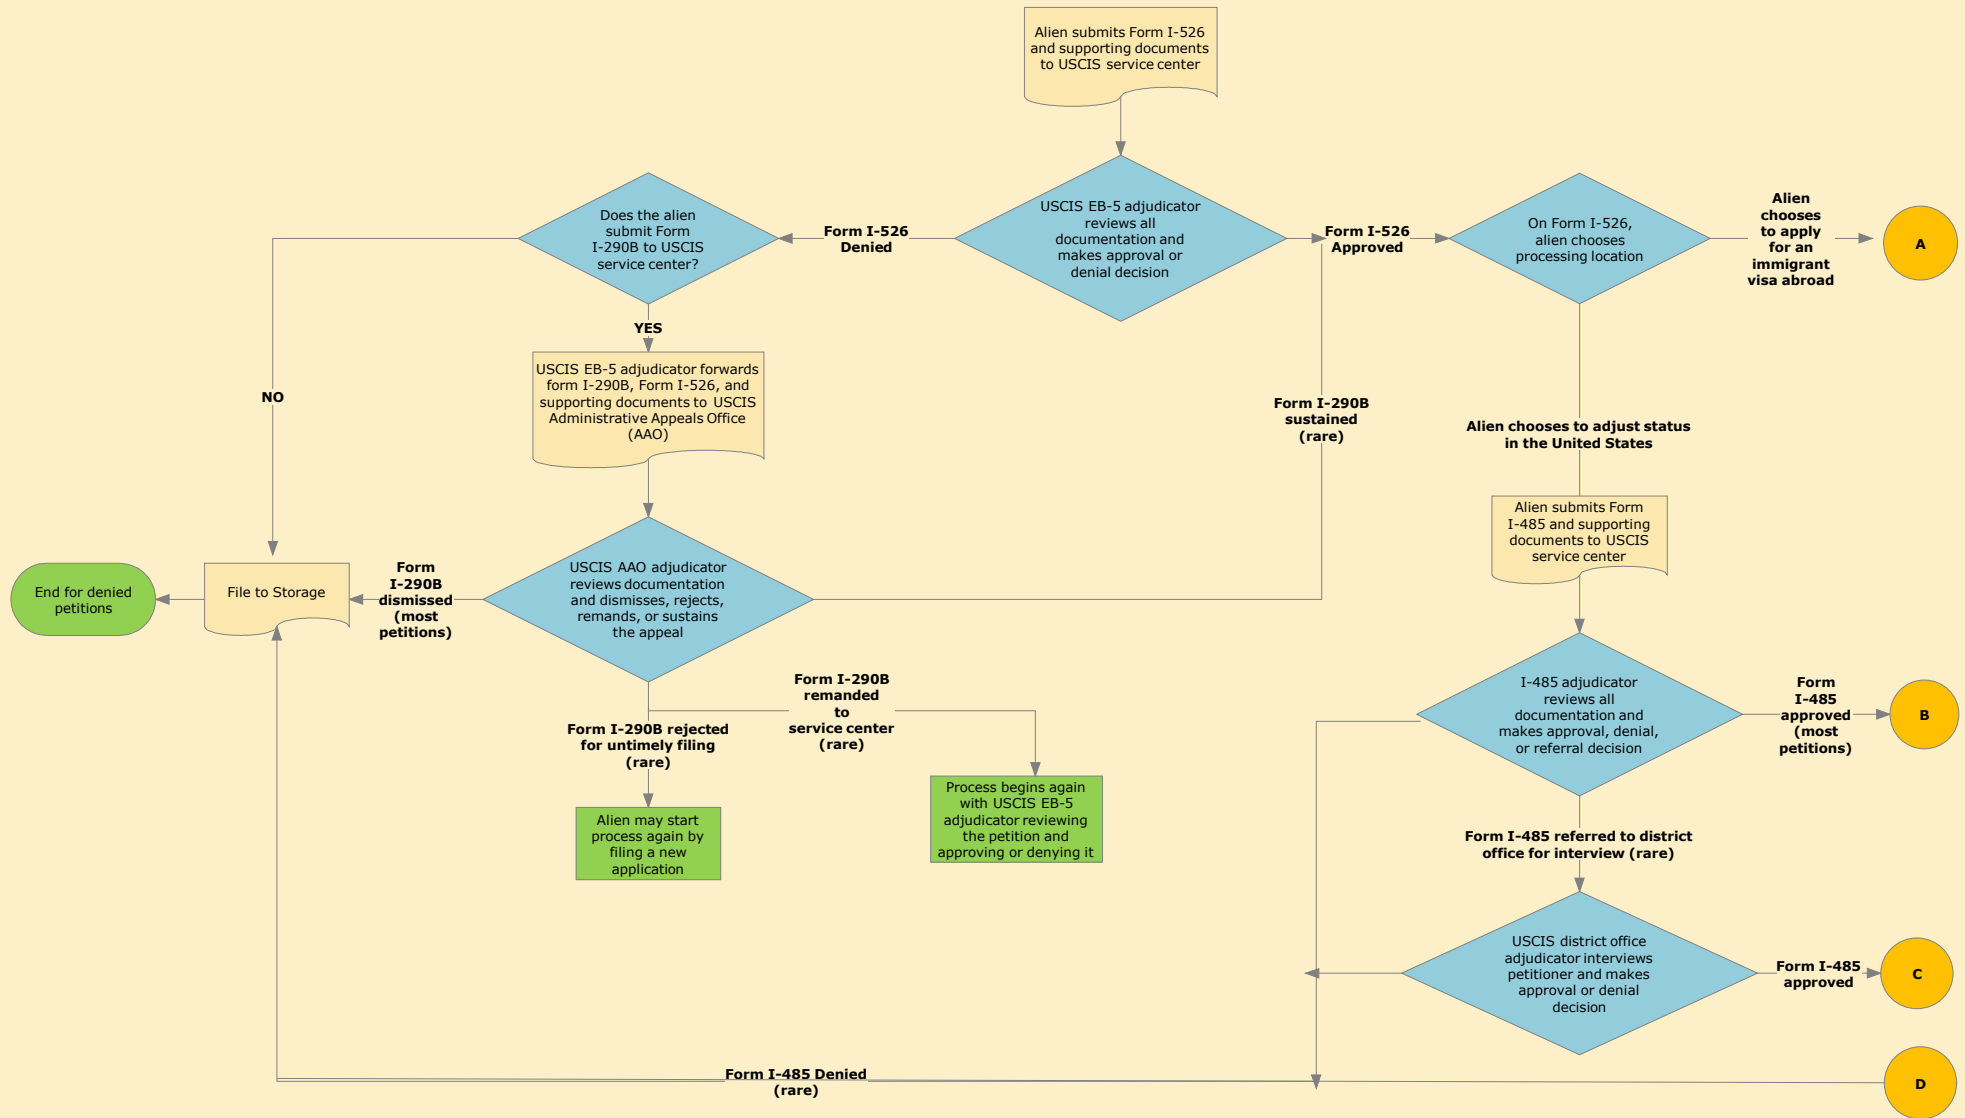 Alien submits Form I-526
and supporting documents
to USCIS service center
USCIS EB-5 adjudicator
reviews all
documentation and
makes approval or
denial decision
Form I-526
Denied
Does the alien
submit Form
I-290B to USCIS
service center?
Form I-526
Approved
On Form I-526,
alien chooses
processing location
Alien
chooses
to apply
for an
immigrant
visa abroad
A
YES
NO
USCIS EB-5 adjudicator forwards
form I-290B, Form I-526, and
supporting documents to USCIS
Administrative Appeals Office
(AAO)
Form I-290B
sustained
(rare)
Alien chooses to adjust status
in the United States
Alien submits Form
I-485 and supporting
documents to USCIS
service center
End for denied
petitions
File to Storage
Form
I-290B
dismissed
(most
petitions)
USCIS AAO adjudicator
reviews documentation
and dismisses, rejects,
remands, or sustains
the appeal
Form I-290B
remanded
to
service center
(rare)
Form I-290B rejected
for untimely filing
(rare)
I-485 adjudicator
reviews all
documentation and
makes approval, denial,
or referral decision
Form
I-485
approved
(most
petitions)
B
Alien may start
process again by
filing a new
application
Process begins again
with USCIS EB-5
adjudicator reviewing
the petition and
approving or denying it
Form I-485 referred to district
office for interview (rare)
USCIS district office
adjudicator interviews
petitioner and makes
approval or denial
decision
Form I-485
approved
C
Form I-485 Denied
(rare)
D